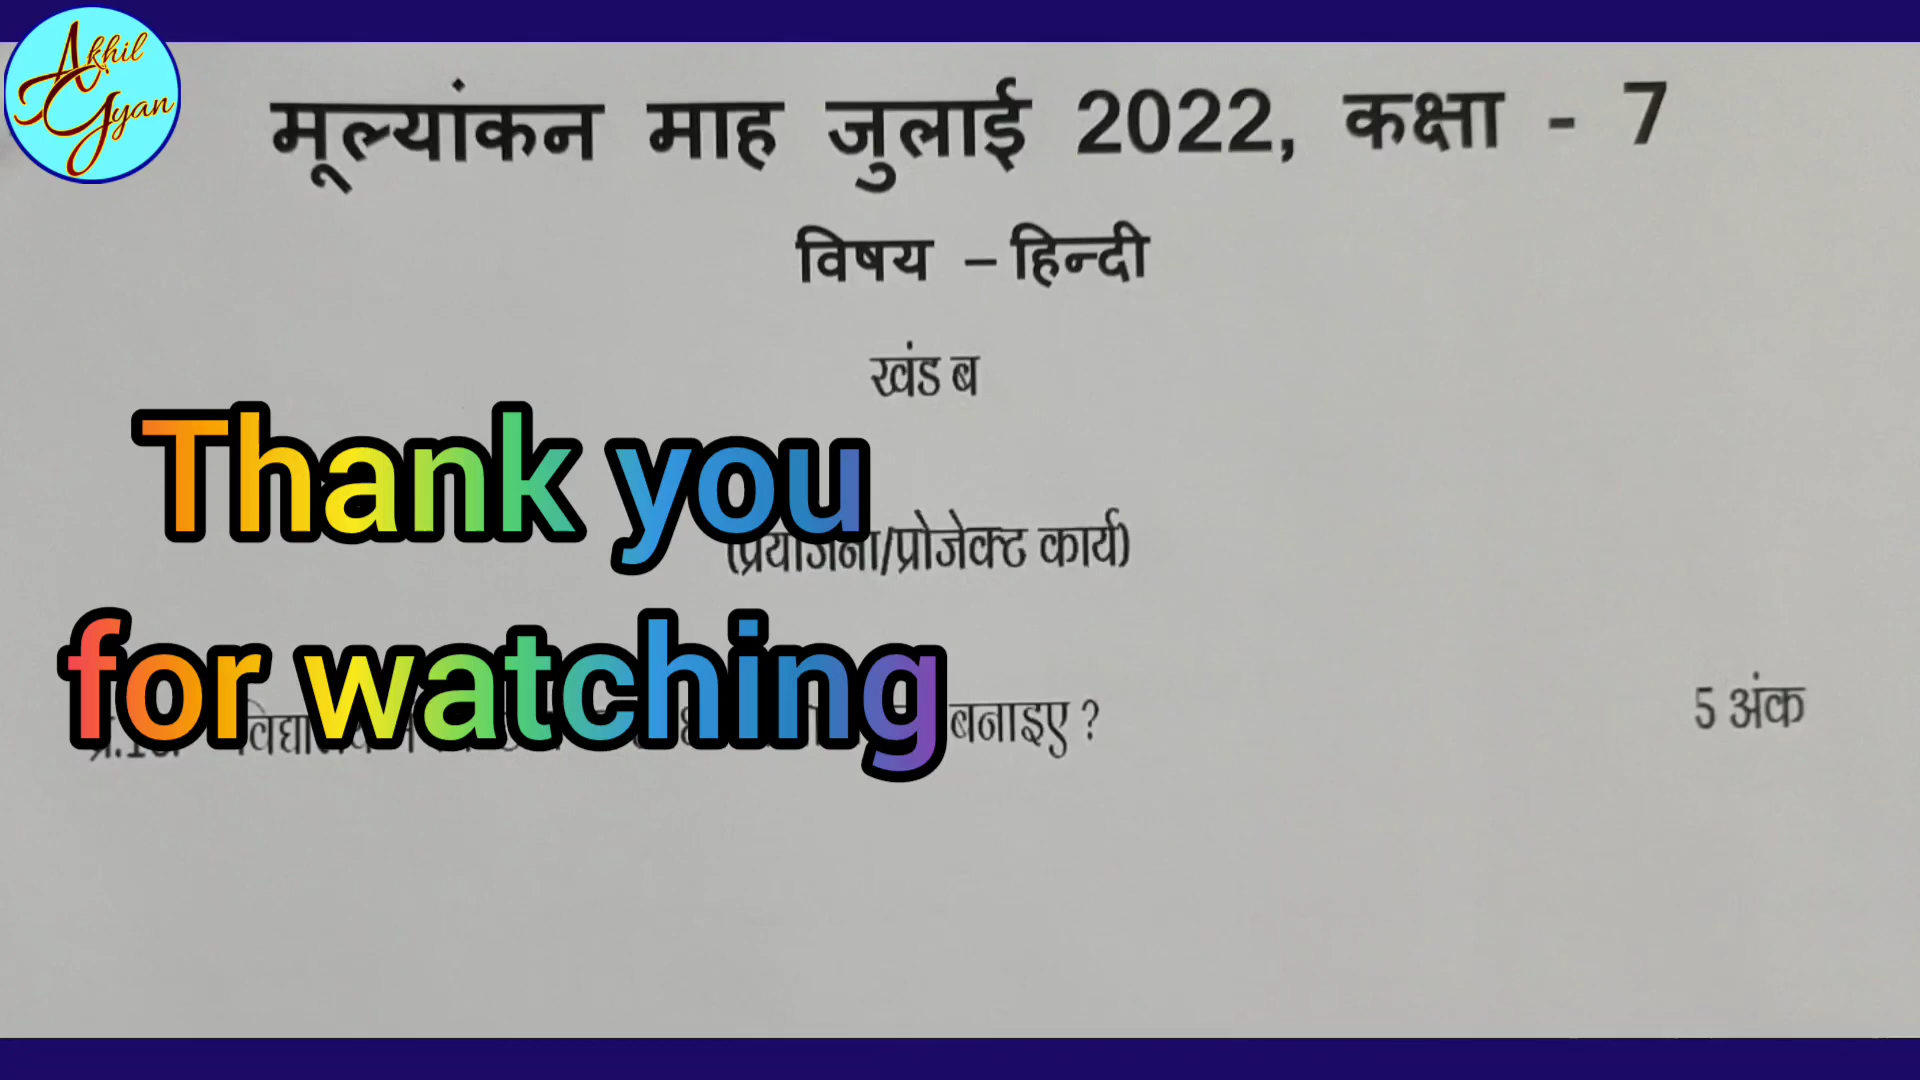 Akhil
Gyan
मूल्यांकन माह जुलाई 2022, कक्षा - 7
विषय - हिन्दी
खंड ब
Thank you
(प्रयोजना/प्रोजेक्ट कार्य)
for watching
बनाइए ? 5 अंक